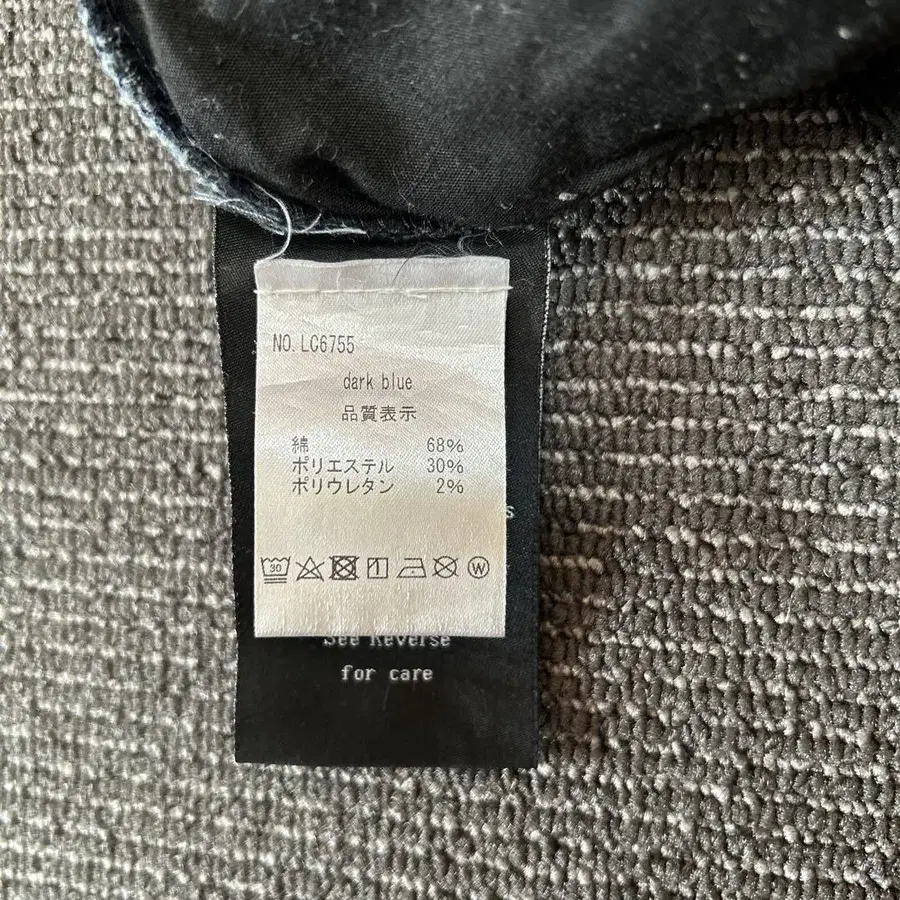 NO. LC6755
dark blue
品質表示
綿 68%
ポリエステル 30%
ポリウレタン 2%
s
30
W
See Reverse
for care